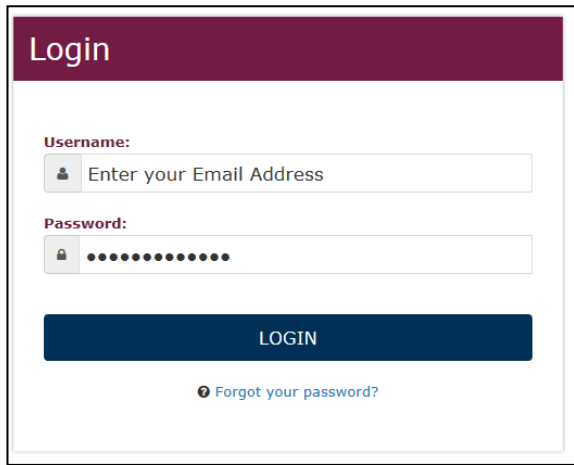 Login
Username:
Enter your Email Address
Password:
•••••••••••••
LOGIN
Forgot your password?